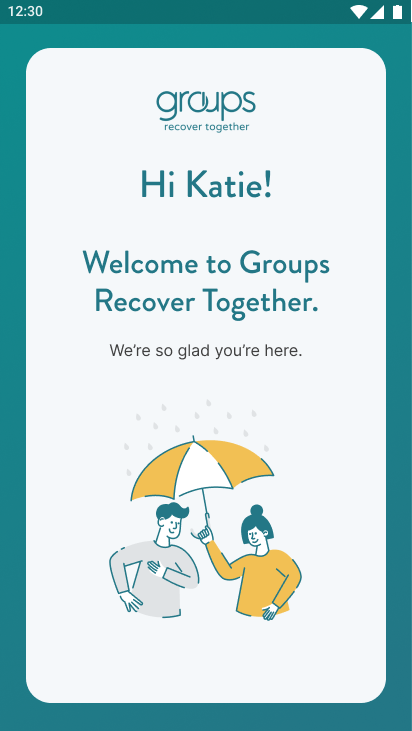 12:30
groups
recover together
Hi Katie!
Welcome to Groups
Recover Together.
We’re so glad you’re here.